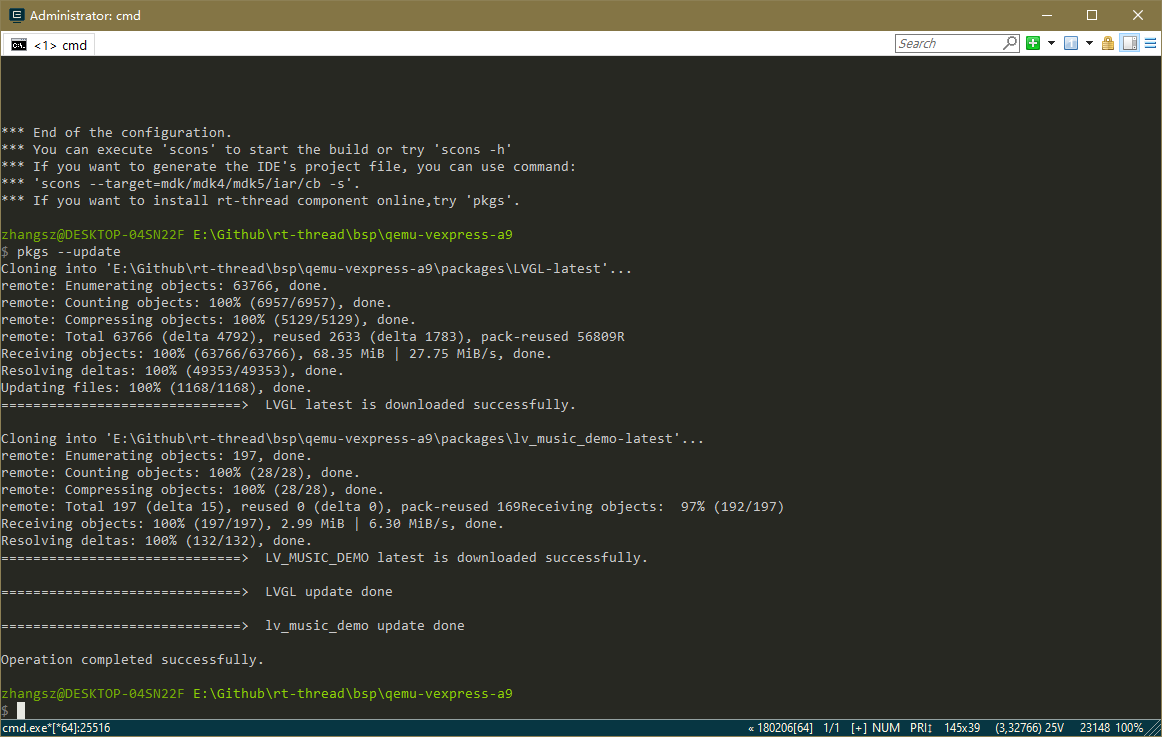 Administrator: cmd
<1> cmd
Search
*** End of the configuration.
*** You can execute 'scons' to start the build or try 'scons -h'
*** If you want to generate the IDE's project file, you can use command:
*** 'scons --target=mdk/mdk4/mdk5/iar/cb -s'.
*** If you want to install rt-thread component online,try 'pkgs'.
zhangsz@DESKTOP-04SN22F E:\Github\rt-thread\bsp\qemu-vexpress-a9
$ pkgs --update
Cloning into 'E:\Github\rt-thread\bsp\qemu-vexpress-a9\packages\LVGL-latest'...
remote: Enumerating objects: 63766, done.
remote: Counting objects: 100% (6957/6957), done.
remote: Compressing objects: 100% (5129/5129), done.
remote: Total 63766 (delta 4792), reused 2633 (delta 1783), pack-reused 56809R
Receiving objects: 100% (63766/63766), 68.35 MiB | 27.75 MiB/s, done.
Resolving deltas: 100% (49353/49353), done.
Updating files: 100% (1168/1168), done.
==============================>  LVGL latest is downloaded successfully.
Cloning into 'E:\Github\rt-thread\bsp\qemu-vexpress-a9\packages\lv_music_demo-latest'...
remote: Enumerating objects: 197, done.
remote: Counting objects: 100% (28/28), done.
remote: Compressing objects: 100% (28/28), done.
remote: Total 197 (delta 15), reused 0 (delta 0), pack-reused 169Receiving objects:  97% (192/197)
Receiving objects: 100% (197/197), 2.99 MiB | 6.30 MiB/s, done.
Resolving deltas: 100% (132/132), done.
==============================>  LV_MUSIC_DEMO latest is downloaded successfully.
==============================>  LVGL update done
==============================>  lv_music_demo update done
Operation completed successfully.
zhangsz@DESKTOP-04SN22F E:\Github\rt-thread\bsp\qemu-vexpress-a9
$
cmd.exe*[*64]:25516 « 180206[64] 1/1 [+] NUM PRI↕ 145x39 (3,32766) 25V 23148 100%